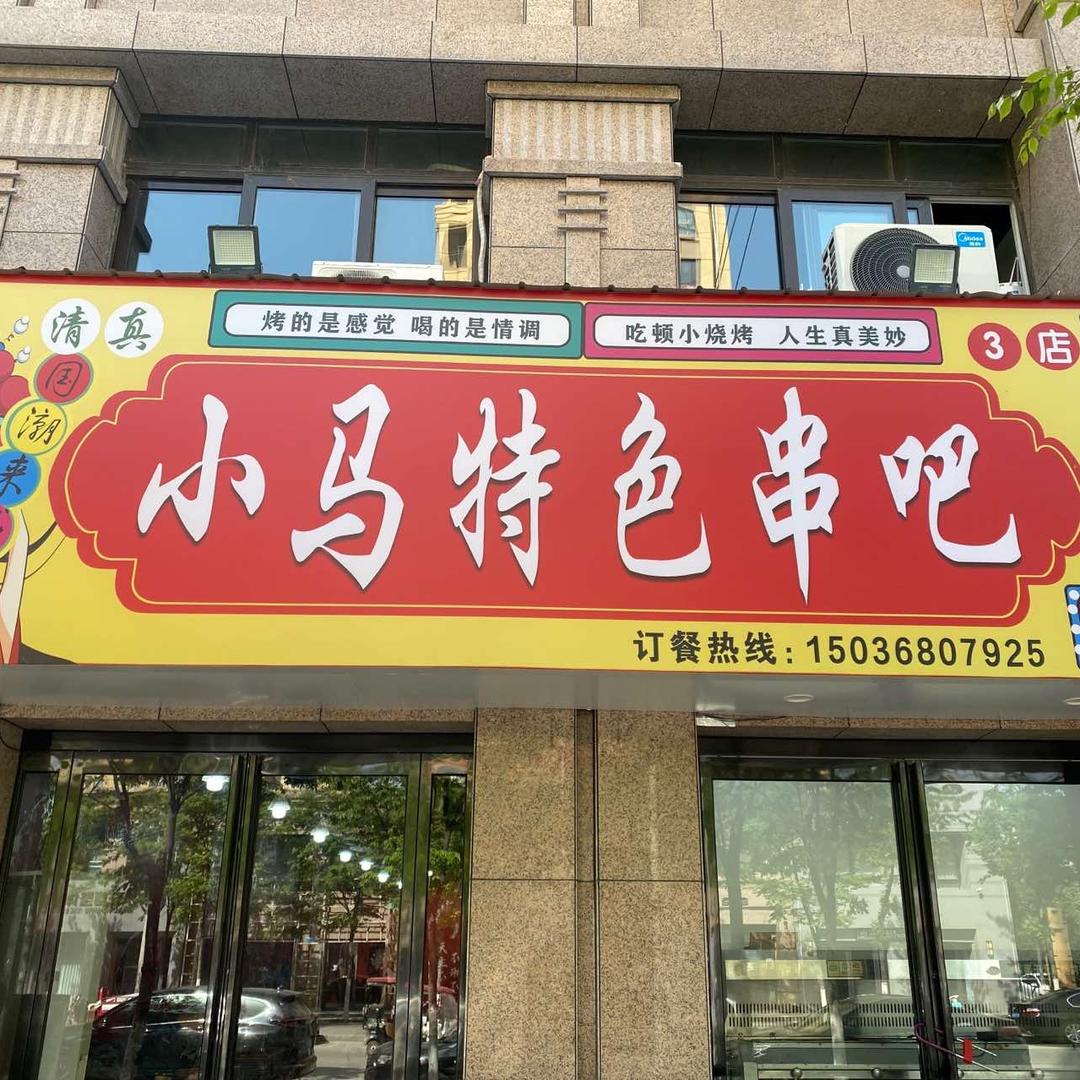 清真
国潮来
烤的是感觉 喝的是情调
吃顿小烧烤 人生真美妙
3店
小马特色串吧
订餐热线：15036807925
Midea